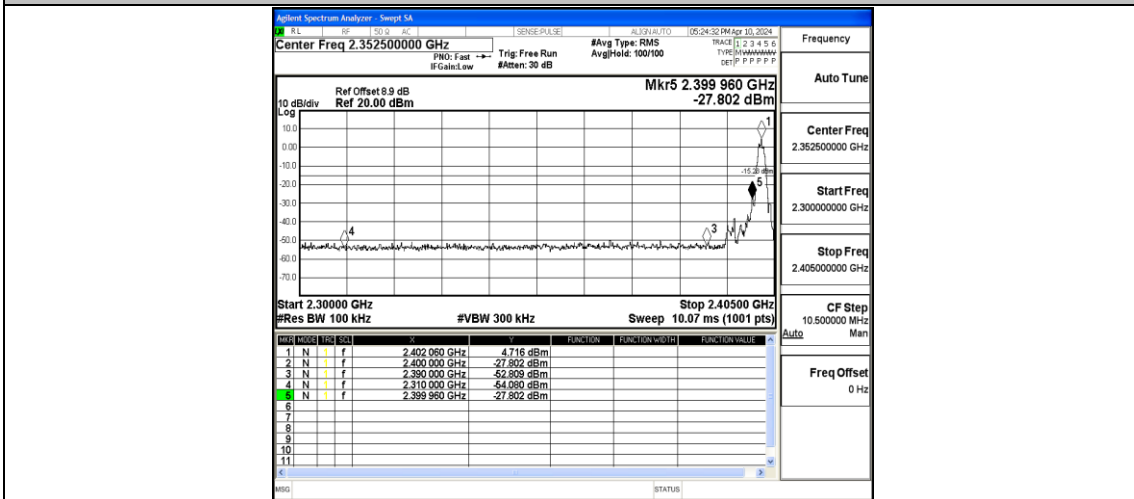 Agilent Spectrum Analyzer - Swept SA
RL RF 50 Ω AC SENSE:PULSE ALIGN AUTO 05:24:32 PM Apr 10, 2024
Center Freq 2.352500000 GHz
PNO: Fast
IFGain:Low
Trig: Free Run
#Atten: 30 dB
#Avg Type: RMS
Avg|Hold: 100/100
TRACE 1 2 3 4 5 6
TYPE M W W W W W
DET P P P P P P
Frequency
Mkr5 2.399 960 GHz
-27.802 dBm
Ref Offset 8.9 dB
10 dB/div Ref 20.00 dBm
Log
10.0
0.00
-10.0
-20.0
-30.0
-40.0
-50.0
-60.0
-70.0
1
5
3
4
Start 2.30000 GHz Stop 2.40500 GHz
#Res BW 100 kHz #VBW 300 kHz Sweep 10.07 ms (1001 pts)
MKR MODE TRC SCL X Y FUNCTION FUNCTION WIDTH FUNCTION VALUE
1 N 1 f 2.402 060 GHz 4.716 dBm
2 N 1 f 2.400 000 GHz -27.802 dBm
3 N 1 f 2.390 000 GHz -52.809 dBm
4 N 1 f 2.310 000 GHz -54.080 dBm
5 N 1 f 2.399 960 GHz -27.802 dBm
6
7
8
9
10
11
MSG STATUS
Auto Tune
Center Freq
2.352500000 GHz
Start Freq
2.300000000 GHz
Stop Freq
2.405000000 GHz
CF Step
10.500000 MHz
Auto Man
Freq Offset
0 Hz